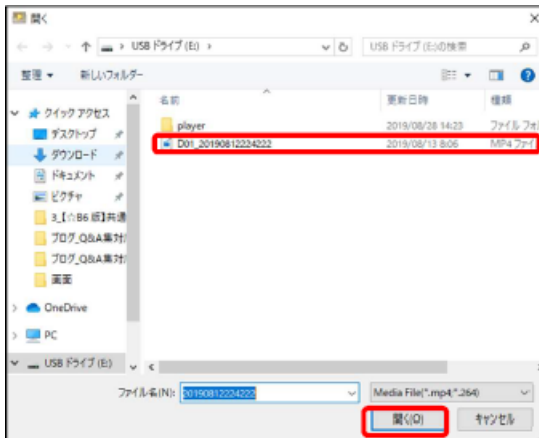 開く
USB ドライブ (E:)
USB ドライブ (E:)の検索
整理 新しいフォルダー
名前 更新日時 種類
クイック アクセス
player 2019/08/28 14:23 ファイル フォル
デスクトップ
D01_20190812224222 2019/08/13 8:06 MP4 ファイ
ダウンロード
ドキュメント
ピクチャ
3_【☆B6 版】共通
ブログ_Q&A集対
ブログ_Q&A集対
画面
OneDrive
PC
USB ドライブ (E:)
ファイル名(N): 20190812224222 Media File(*.mp4;*.264)
開く(O) キャンセル